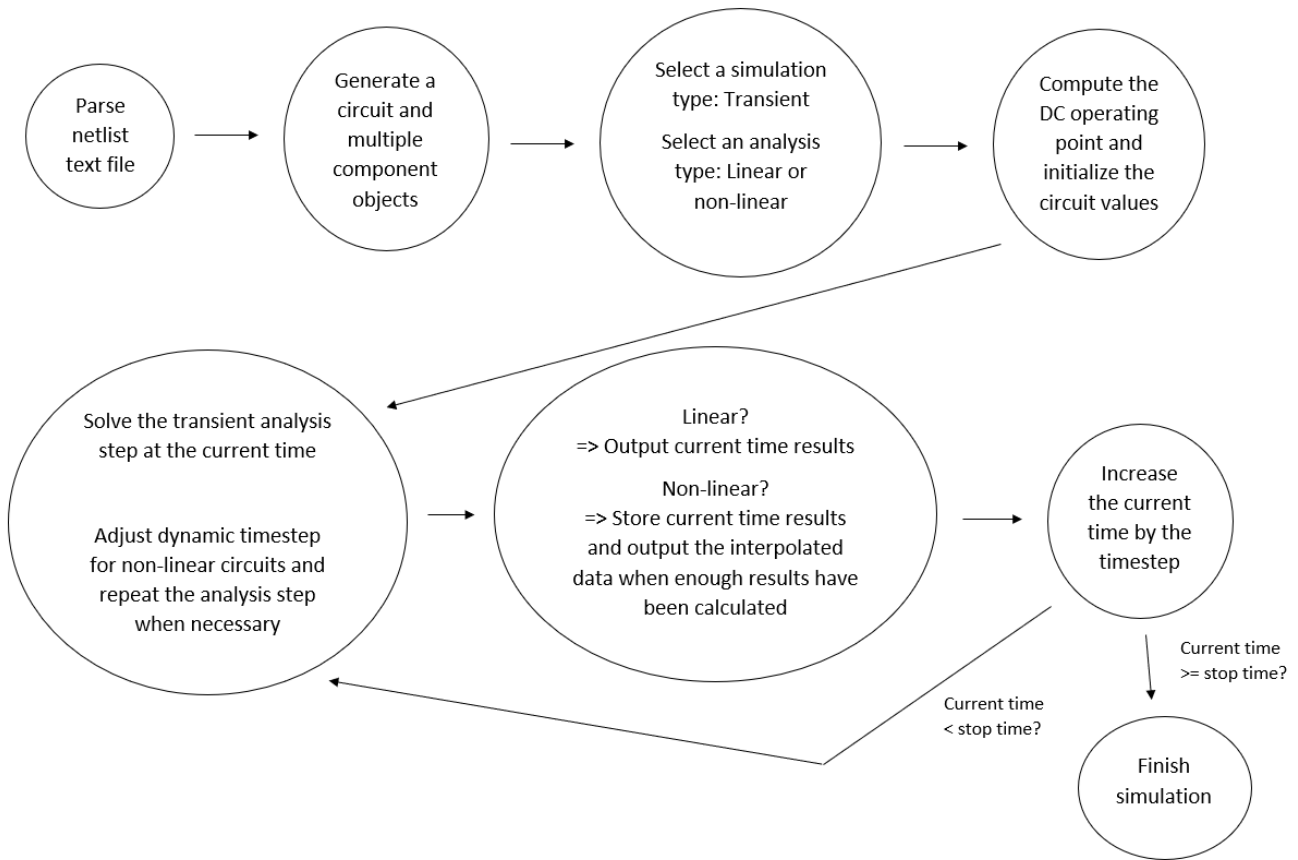 Parse
netlist
text file
Generate a
circuit and
multiple
component
objects
Select a simulation
type: Transient
Select an analysis
type: Linear or
non-linear
Compute the
DC operating
point and
initialize the
circuit values
Solve the transient analysis
step at the current time
Adjust dynamic timestep
for non-linear circuits and
repeat the analysis step
when necessary
Linear?
=> Output current time results
Non-linear?
=> Store current time results
and output the interpolated
data when enough results have
been calculated
Increase
the current
time by the
timestep
Current time
< stop time?
Current time
>= stop time?
Finish
simulation